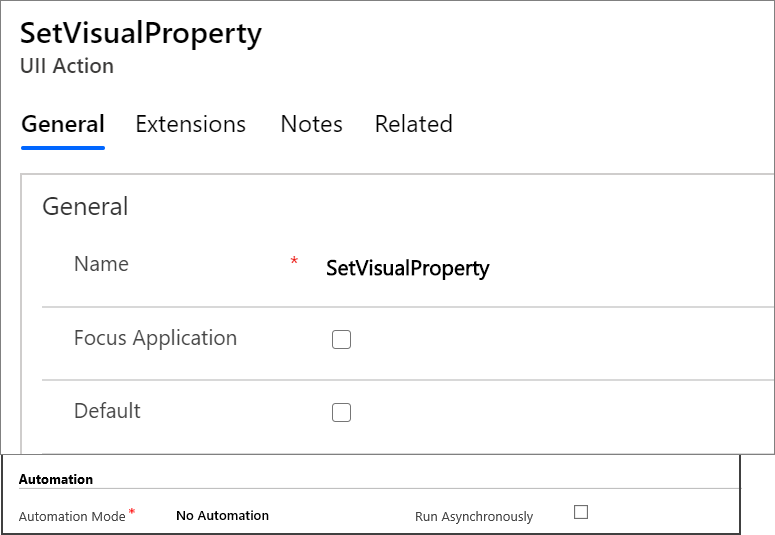 SetVisualProperty
UII Action
General Extensions Notes Related
General
Name * SetVisualProperty
Focus Application
Default
Automation
Automation Mode* No Automation Run Asynchronously